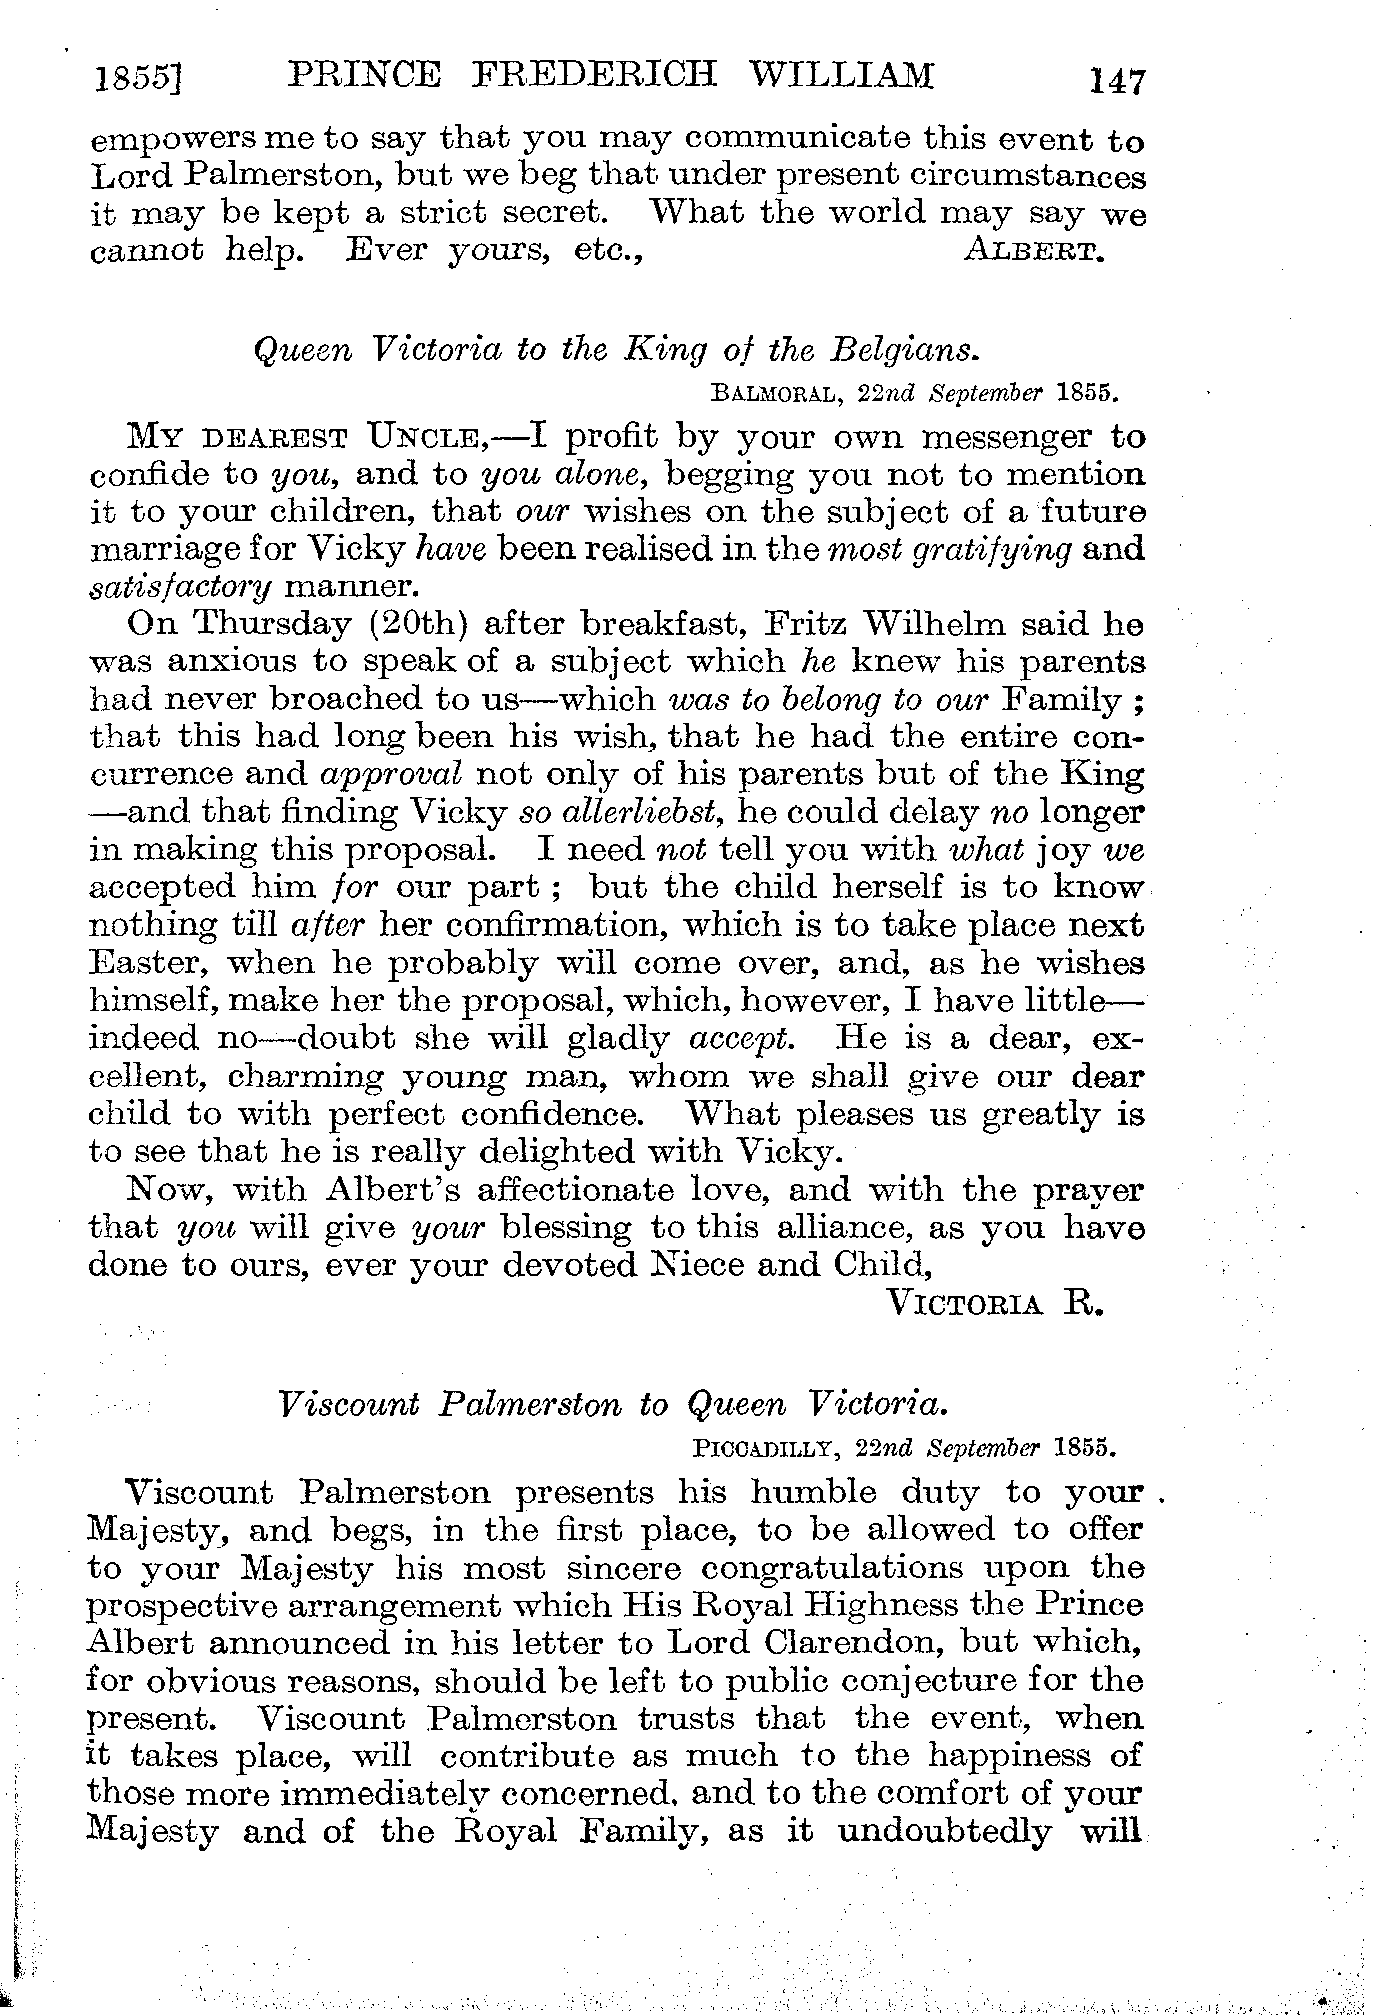 1855] PRINCE FREDERICH WILLIAM 147
empowers me to say that you may communicate this event to
Lord Palmerston, but we beg that under present circumstances
it may be kept a strict secret. What the world may say we
cannot help. Ever yours, etc., ALBERT.
Queen Victoria to the King of the Belgians.
BALMORAL, 22nd September 1855.
MY DEAREST UNCLE,—I profit by your own messenger to
confide to you, and to you alone, begging you not to mention
it to your children, that our wishes on the subject of a future
marriage for Vicky have been realised in the most gratifying and
satisfactory manner.
On Thursday (20th) after breakfast, Fritz Wilhelm said he
was anxious to speak of a subject which he knew his parents
had never broached to us—which was to belong to our Family ;
that this had long been his wish, that he had the entire con-
currence and approval not only of his parents but of the King
—and that finding Vicky so allerliebst, he could delay no longer
in making this proposal. I need not tell you with what joy we
accepted him for our part ; but the child herself is to know
nothing till after her confirmation, which is to take place next
Easter, when he probably will come over, and, as he wishes
himself, make her the proposal, which, however, I have little—
indeed no—doubt she will gladly accept. He is a dear, ex-
cellent, charming young man, whom we shall give our dear
child to with perfect confidence. What pleases us greatly is
to see that he is really delighted with Vicky.
Now, with Albert's affectionate love, and with the prayer
that you will give your blessing to this alliance, as you have
done to ours, ever your devoted Niece and Child,
VICTORIA R.
Viscount Palmerston to Queen Victoria.
PICCADILLY, 22nd September 1855.
Viscount Palmerston presents his humble duty to your
Majesty, and begs, in the first place, to be allowed to offer
to your Majesty his most sincere congratulations upon the
prospective arrangement which His Royal Highness the Prince
Albert announced in his letter to Lord Clarendon, but which,
for obvious reasons, should be left to public conjecture for the
present. Viscount Palmerston trusts that the event, when
it takes place, will contribute as much to the happiness of
those more immediately concerned, and to the comfort of your
Majesty and of the Royal Family, as it undoubtedly will